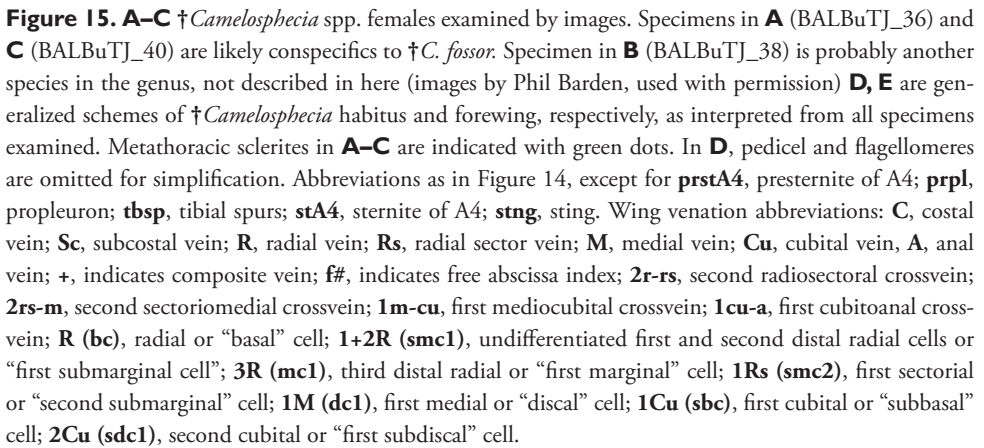 Figure 15. A–C †Camelosphecia spp. females examined by images. Specimens in A (BALBuTJ_36) and
C (BALBuTJ_40) are likely conspecifics to †C. fossor. Specimen in B (BALBuTJ_38) is probably another
species in the genus, not described in here (images by Phil Barden, used with permission) D, E are gen-
eralized schemes of †Camelosphecia habitus and forewing, respectively, as interpreted from all specimens
examined. Metathoracic sclerites in A–C are indicated with green dots. In D, pedicel and flagellomeres
are omitted for simplification. Abbreviations as in Figure 14, except for prstA4, presternite of A4; prpl,
propleuron; tbsp, tibial spurs; stA4, sternite of A4; stng, sting. Wing venation abbreviations: C, costal
vein; Sc, subcostal vein; R, radial vein; Rs, radial sector vein; M, medial vein; Cu, cubital vein, A, anal
vein; +, indicates composite vein; f#, indicates free abscissa index; 2r-rs, second radiosectoral crossvein;
2rs-m, second sectoriomedial crossvein; 1m-cu, first mediocubital crossvein; 1cu-a, first cubitoanal cross-
vein; R (bc), radial or “basal” cell; 1+2R (smc1), undifferentiated first and second distal radial cells or
“first submarginal cell”; 3R (mc1), third distal radial or “first marginal” cell; 1Rs (smc2), first sectorial
or “second submarginal” cell; 1M (dc1), first medial or “discal” cell; 1Cu (sbc), first cubital or “subbasal”
cell; 2Cu (sdc1), second cubital or “first subdiscal” cell.